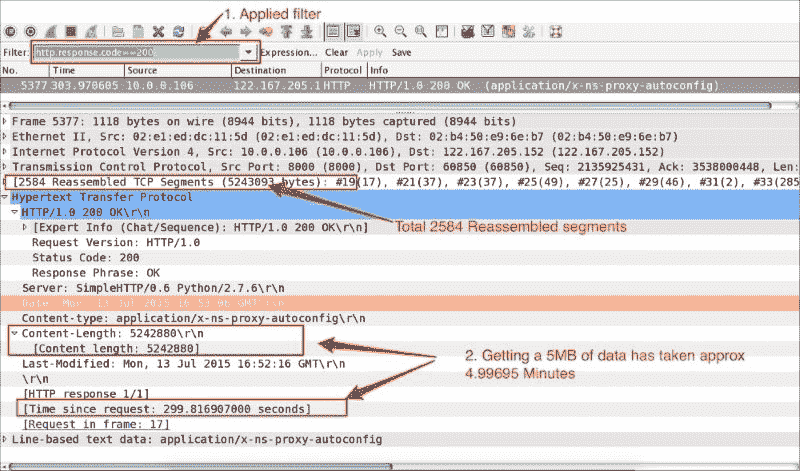 1. Applied filter
Filter: http.response.code==200 Expression... Clear Apply Save
No. Time Source Destination Protocol Info
5377 303.970605 10.0.0.106 122.167.205.1 HTTP HTTP/1.0 200 OK (application/x-ns-proxy-autoconfig)
Frame 5377: 1118 bytes on wire (8944 bits), 1118 bytes captured (8944 bits)
Ethernet II, Src: 02:e1:ed:dc:11:5d (02:e1:ed:dc:11:5d), Dst: 02:b4:50:e9:6e:b7 (02:b4:50:e9:6e:b7)
Internet Protocol Version 4, Src: 10.0.0.106 (10.0.0.106), Dst: 122.167.205.152 (122.167.205.152)
Transmission Control Protocol, Src Port: 8000 (8000), Dst Port: 60850 (60850), Seq: 2135925431, Ack: 3538000448, Len:
[2584 Reassembled TCP Segments (5243093 bytes): #19(17), #21(37), #23(37), #25(49), #27(25), #29(46), #31(2), #33(285
Hypertext Transfer Protocol
HTTP/1.0 200 OK\r\n
Total 2584 Reassembled segments
[Expert Info (Chat/Sequence): HTTP/1.0 200 OK\r\n]
Request Version: HTTP/1.0
Status Code: 200
Response Phrase: OK
Server: SimpleHTTP/0.6 Python/2.7.6\r\n
Date: Mon, 13 Jul 2015 16:53:06 GMT\r\n
Content-type: application/x-ns-proxy-autoconfig\r\n
Content-Length: 5242880\r\n
[Content length: 5242880]
2. Getting a 5MB of data has taken approx
4.99695 Minutes
Last-Modified: Mon, 13 Jul 2015 16:52:16 GMT\r\n
\r\n
[HTTP response 1/1]
[Time since request: 299.816907000 seconds]
[Request in frame: 17]
Line-based text data: application/x-ns-proxy-autoconfig